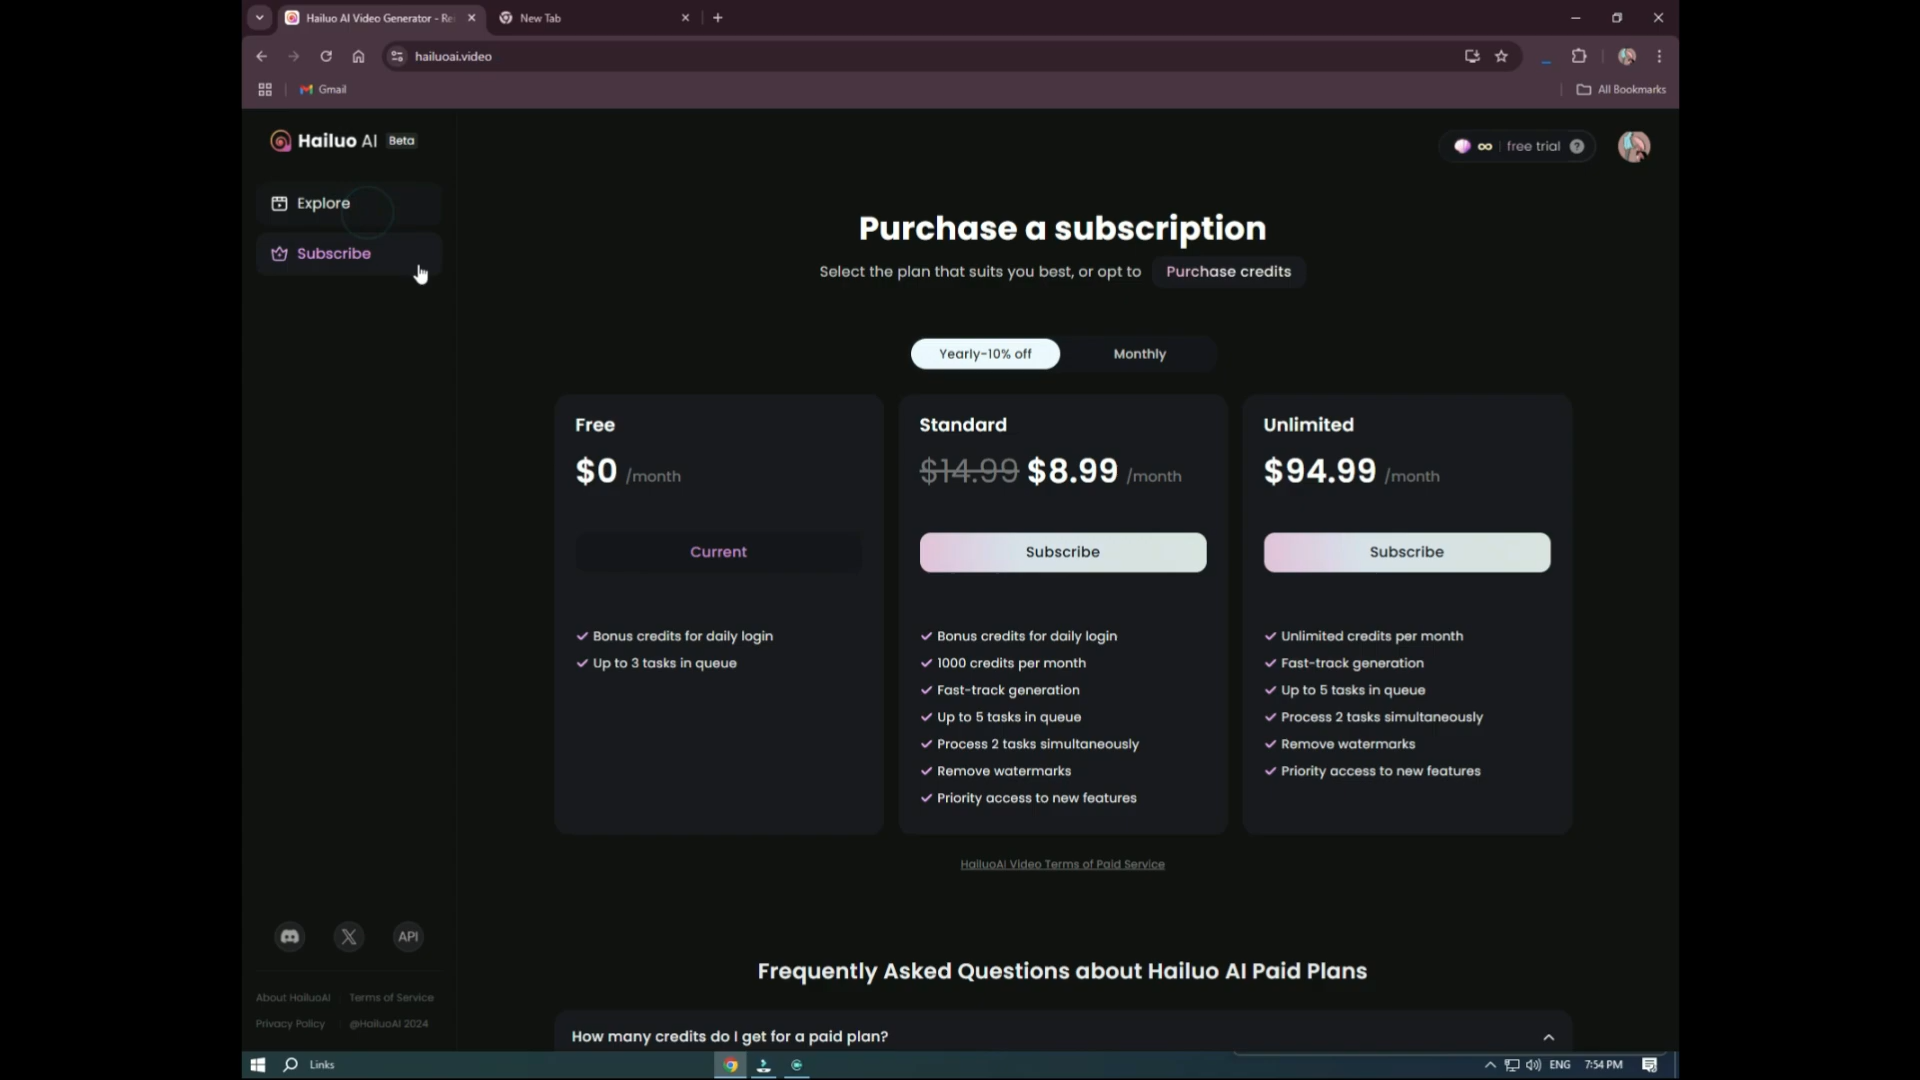 Hailuo AI Video Generator - Re
New Tab
hailuoai.video
Gmail
All Bookmarks
Hailuo AI Beta
∞ | free trial ?
Explore
Subscribe
Purchase a subscription
Select the plan that suits you best, or opt to Purchase credits
Yearly-10% off Monthly
Free
$0 /month
Current
Bonus credits for daily login
Up to 3 tasks in queue
Standard
$14.99 $8.99 /month
Subscribe
Bonus credits for daily login
1000 credits per month
Fast-track generation
Up to 5 tasks in queue
Process 2 tasks simultaneously
Remove watermarks
Priority access to new features
Unlimited
$94.99 /month
Subscribe
Unlimited credits per month
Fast-track generation
Up to 5 tasks in queue
Process 2 tasks simultaneously
Remove watermarks
Priority access to new features
HailuoAI Video Terms of Paid Service
API
Frequently Asked Questions about Hailuo AI Paid Plans
About HailuoAI Terms of Service
Privacy Policy @HailuoAI 2024
How many credits do I get for a paid plan?
Links
ENG 7:54 PM